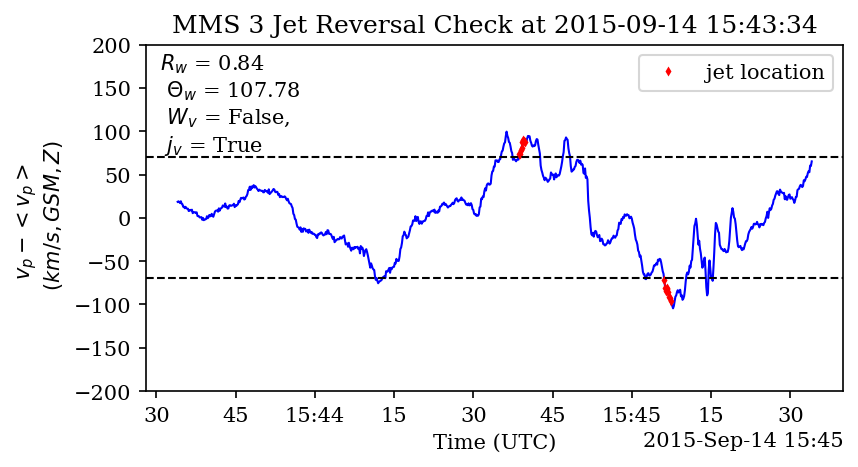 MMS 3 Jet Reversal Check at 2015-09-14 15:43:34
R_w = 0.84
Θ_w = 107.78
W_v = False,
j_v = True
jet location
v_p − <v_p>
(km/s, GSM, Z)
200
150
100
50
0
−50
−100
−150
−200
30 45 15:44 15 30 45 15:45 15 30
Time (UTC)
2015-Sep-14 15:45